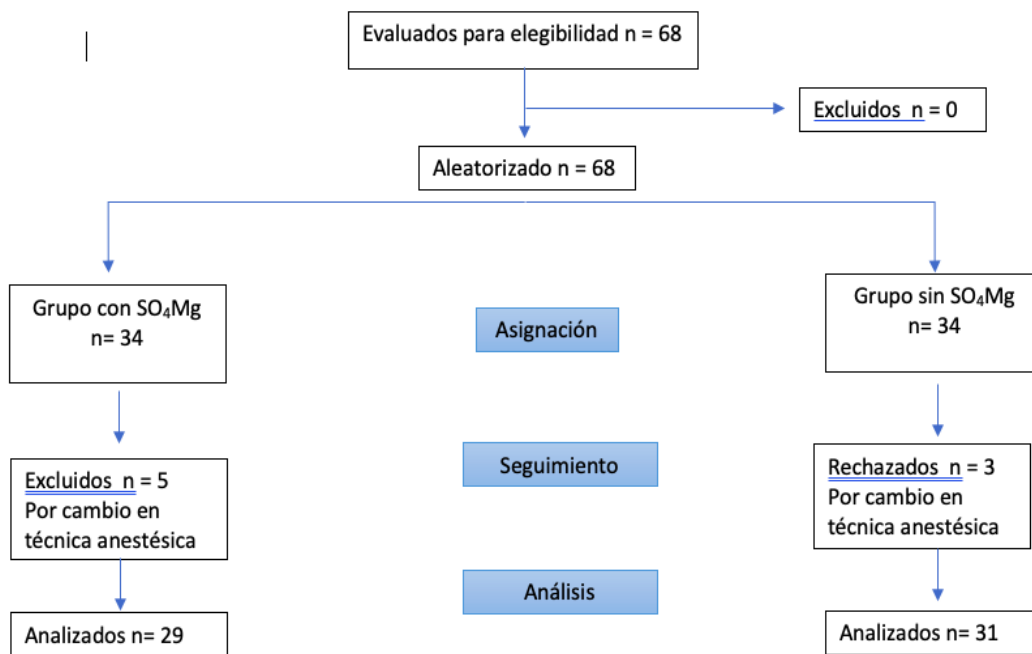 Evaluados para elegibilidad n = 68
Excluidos n = 0
Aleatorizado n = 68
Grupo con SO₄Mg
n= 34
Asignación
Grupo sin SO₄Mg
n= 34
Excluidos n = 5
Por cambio en
técnica anestésica
Seguimiento
Rechazados n = 3
Por cambio en
técnica anestésica
Análisis
Analizados n= 29
Analizados n= 31